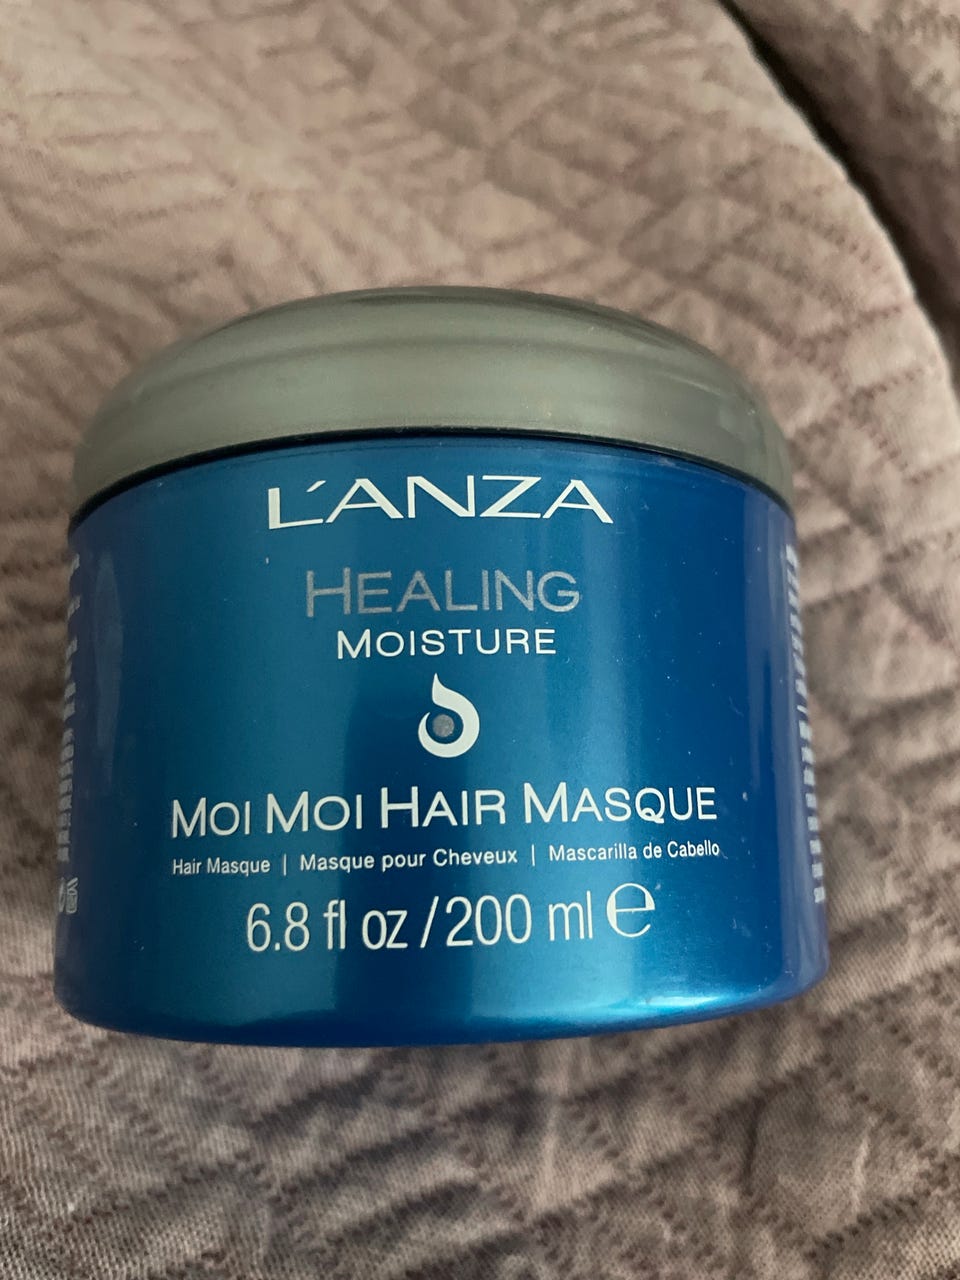 L'ANZA
HEALING
MOISTURE
MOI MOI HAIR MASQUE
Hair Masque | Masque pour Cheveux | Mascarilla de Cabello
6.8 fl oz / 200 ml ℮